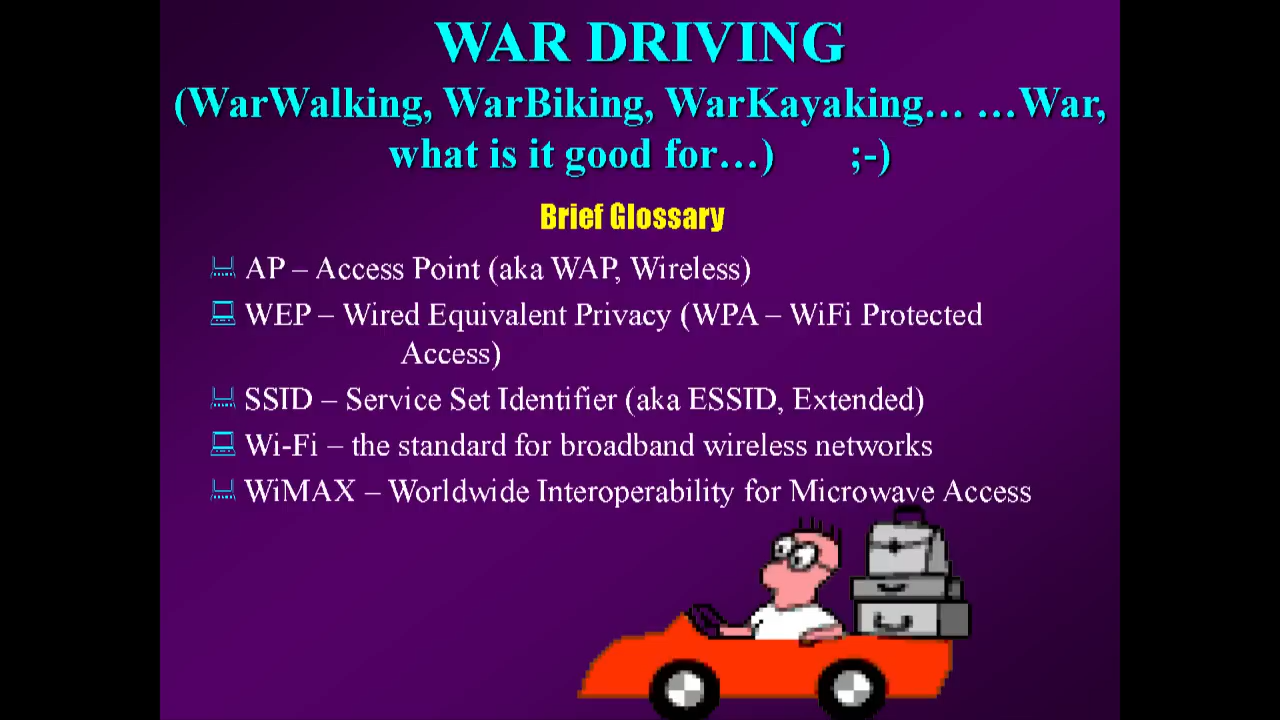 WAR DRIVING
(WarWalking, WarBiking, WarKayaking… …War,
what is it good for…) ;-)
Brief Glossary
AP – Access Point (aka WAP, Wireless)
WEP – Wired Equivalent Privacy (WPA – WiFi Protected
Access)
SSID – Service Set Identifier (aka ESSID, Extended)
Wi-Fi – the standard for broadband wireless networks
WiMAX – Worldwide Interoperability for Microwave Access